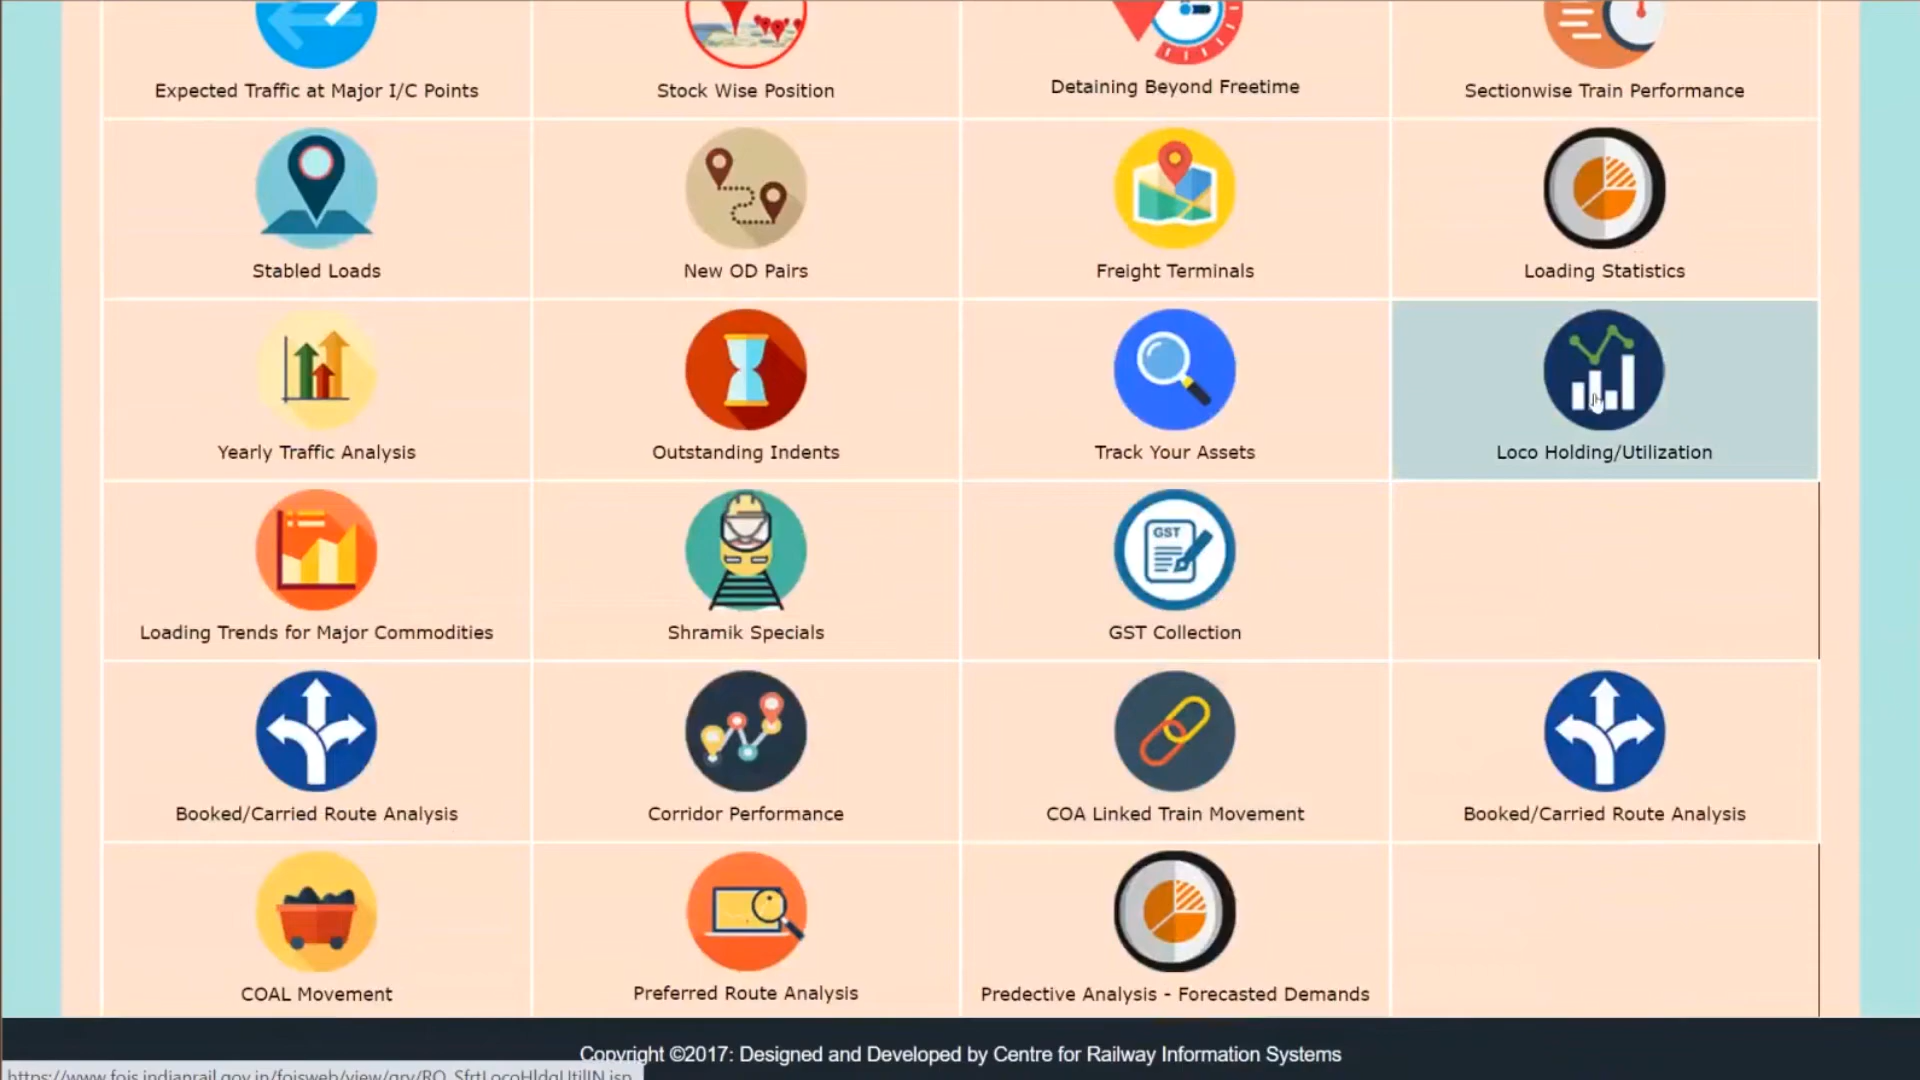 Expected Traffic at Major I/C Points
Stock Wise Position
Detaining Beyond Freetime
Sectionwise Train Performance
Stabled Loads
New OD Pairs
Freight Terminals
Loading Statistics
Yearly Traffic Analysis
Outstanding Indents
Track Your Assets
Loco Holding/Utilization
Loading Trends for Major Commodities
Shramik Specials
GST
GST Collection
Booked/Carried Route Analysis
Corridor Performance
COA Linked Train Movement
Booked/Carried Route Analysis
COAL Movement
Preferred Route Analysis
Predective Analysis - Forecasted Demands
Copyright ©2017: Designed and Developed by Centre for Railway Information Systems